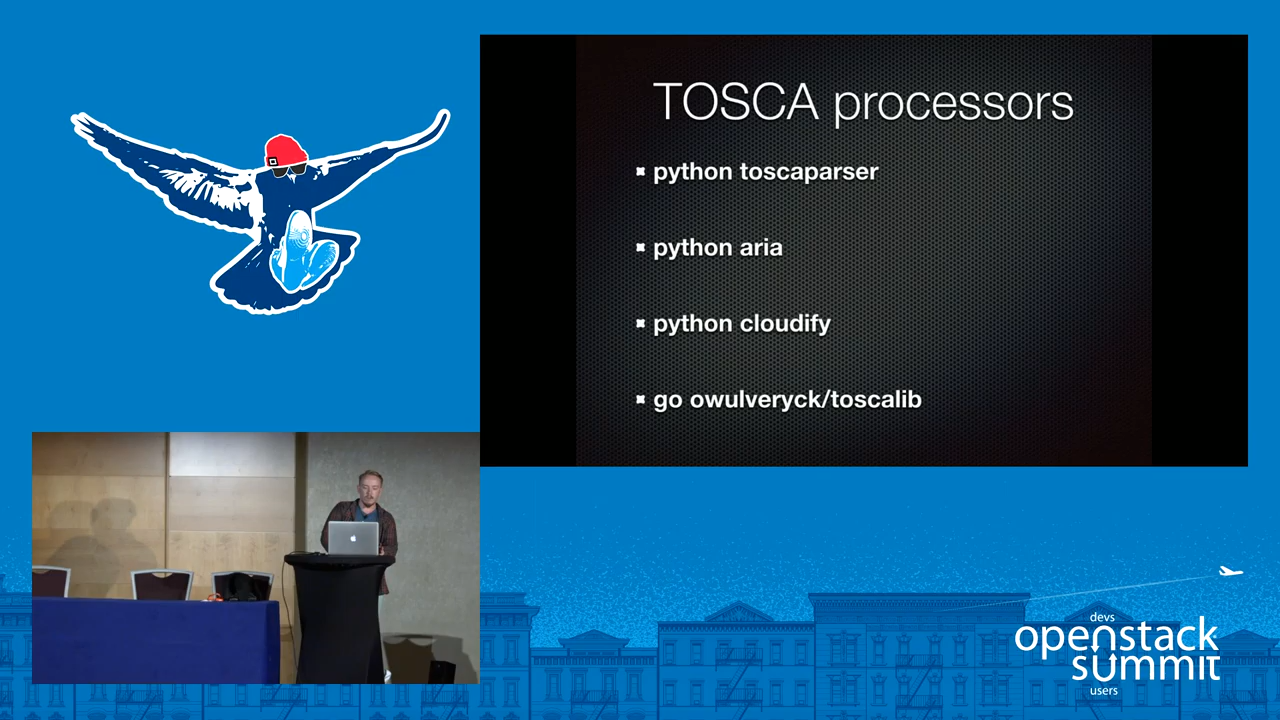 TOSCA processors
python toscaparser
python aria
python cloudify
go owulveryck/toscalib
devs
openstack
summit
users